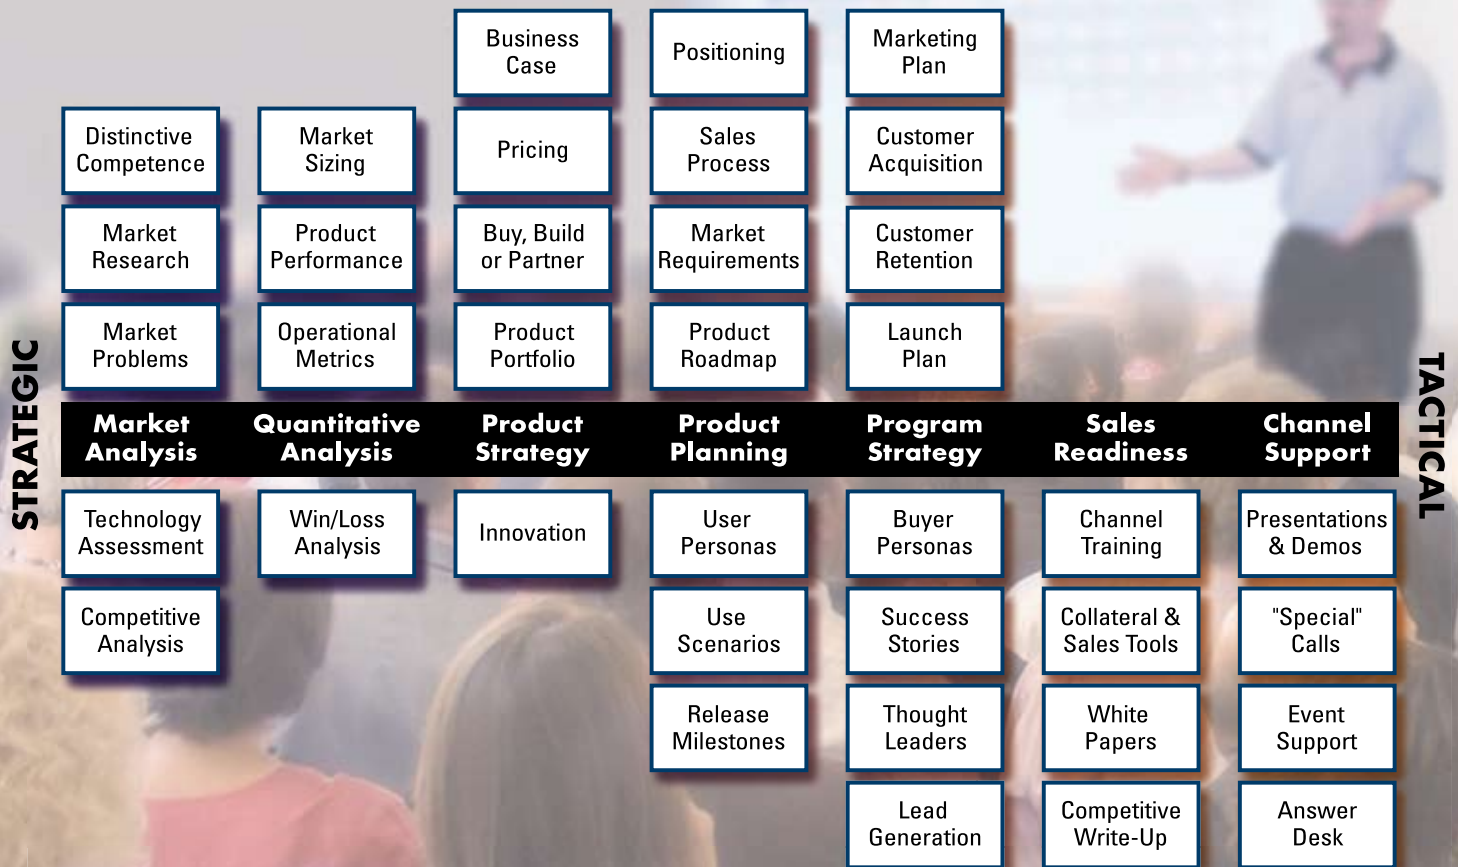 Business
Case
Positioning
Marketing
Plan
Distinctive
Competence
Market
Sizing
Pricing
Sales
Process
Customer
Acquisition
Market
Research
Product
Performance
Buy, Build
or Partner
Market
Requirements
Customer
Retention
Market
Problems
Operational
Metrics
Product
Portfolio
Product
Roadmap
Launch
Plan
STRATEGIC
Market
Analysis
Quantitative
Analysis
Product
Strategy
Product
Planning
Program
Strategy
Sales
Readiness
Channel
Support
TACTICAL
Technology
Assessment
Win/Loss
Analysis
Innovation
User
Personas
Buyer
Personas
Channel
Training
Presentations
& Demos
Competitive
Analysis
Use
Scenarios
Success
Stories
Collateral &
Sales Tools
"Special"
Calls
Release
Milestones
Thought
Leaders
White
Papers
Event
Support
Lead
Generation
Competitive
Write-Up
Answer
Desk